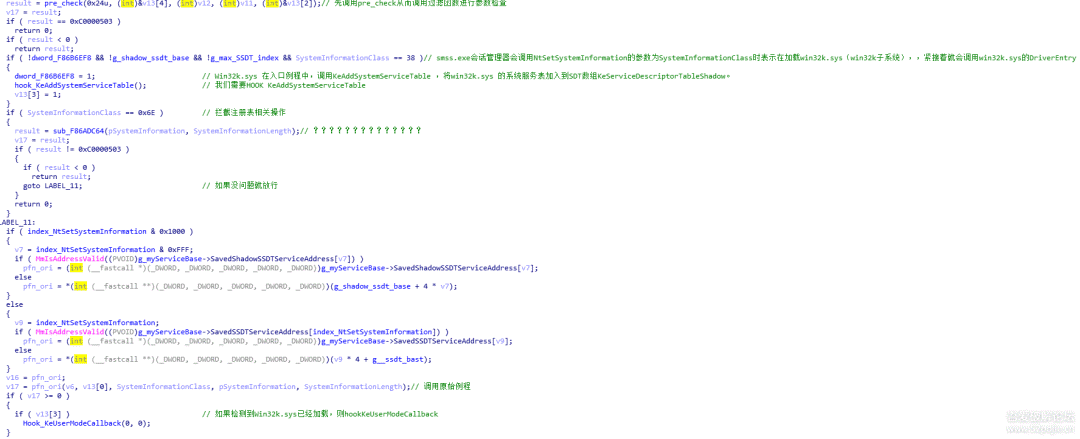 result = pre_check(0x24u, (int)&v13[4], (int)v12, (int)v11, (int)&v13[2]);// 先调用pre_check从而调用过滤函数进行参数检查
v17 = result;
if ( result == 0xC0000503 )
return 0;
if ( result < 0 )
return result;
if ( !dword_F86B6EF8 && !g_shadow_ssdt_base && !g_max_SSDT_index && SystemInformationClass == 38 )// smss.exe会话管理器会调用NtSetSystemInformation的参数为SystemInformationClass时表示在加载win32k.sys（win32k子系统），，紧接着就会调用win32k.sys的DriverEntry
{
dword_F86B6EF8 = 1; // Win32k.sys 在入口例程中，调用KeAddSystemServiceTable ，将win32k.sys 的系统服务表加入到SDT数组KeServiceDescriptorTableShadow。
hook_KeAddSystemServiceTable(); // 我们需要HOOK KeAddSystemServiceTable
v13[3] = 1;
}
if ( SystemInformationClass == 0x6E ) // 拦截注册表相关操作
{
result = sub_F86ADC64(pSystemInformation, SystemInformationLength);// ？？？？？？？？？？？？？？
v17 = result;
if ( result != 0xC0000503 )
{
if ( result < 0 )
return result;
goto LABEL_11; // 如果没问题就放行
}
return 0;
}
LABEL_11:
if ( index_NtSetSystemInformation & 0x1000 )
{
v7 = index_NtSetSystemInformation & 0xFFF;
if ( MmIsAddressValid((PVOID)g_myServiceBase->SavedShadowSSDTServiceAddress[v7]) )
pfn_ori = (int (__fastcall *)(_DWORD, _DWORD, _DWORD, _DWORD, _DWORD))g_myServiceBase->SavedShadowSSDTServiceAddress[v7];
else
pfn_ori = *(int (__fastcall **)(_DWORD, _DWORD, _DWORD, _DWORD, _DWORD))(g_shadow_ssdt_base + 4 * v7);
}
else
{
v9 = index_NtSetSystemInformation;
if ( MmIsAddressValid((PVOID)g_myServiceBase->SavedSSDTServiceAddress[index_NtSetSystemInformation]) )
pfn_ori = (int (__fastcall *)(_DWORD, _DWORD, _DWORD, _DWORD, _DWORD))g_myServiceBase->SavedSSDTServiceAddress[v9];
else
pfn_ori = *(int (__fastcall **)(_DWORD, _DWORD, _DWORD, _DWORD, _DWORD))(v9 * 4 + g__ssdt_bast);
}
v16 = pfn_ori;
v17 = pfn_ori(v6, v13[0], SystemInformationClass, pSystemInformation, SystemInformationLength);// 调用原始例程
if ( v17 >= 0 )
{
if ( v13[3] ) // 如果检测到Win32k.sys已经加载，则hookKeUserModeCallback
Hook_KeUserModeCallback(0, 0);
}
吾爱破解论坛
www.52pojie.cn